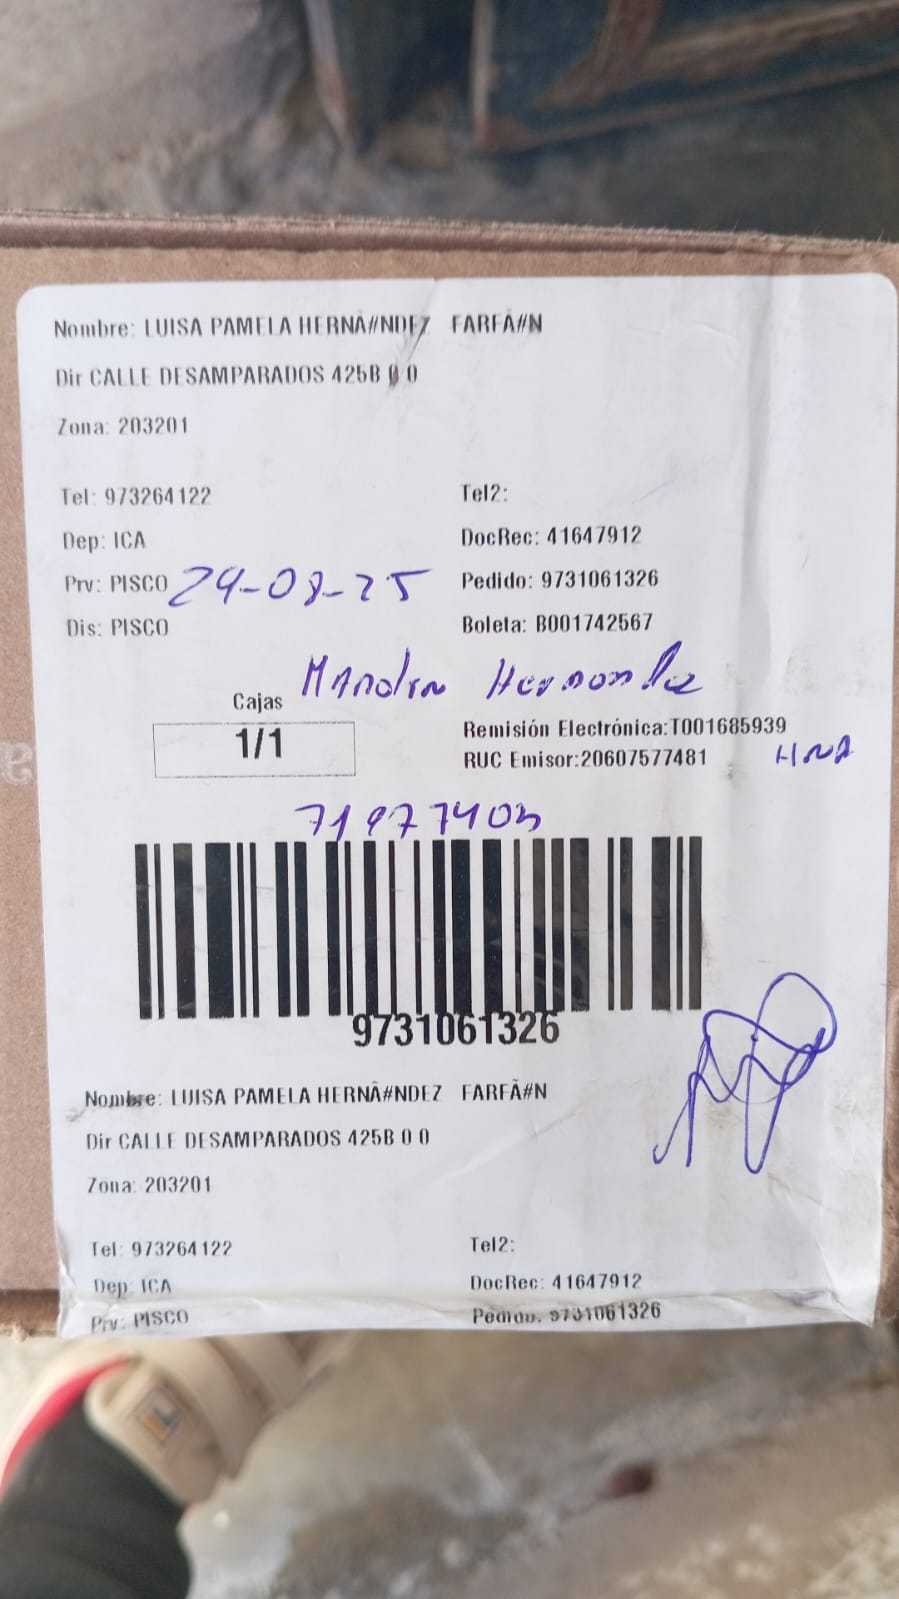 Nombre: LUISA PAMELA HERNÃ#NDEZ FARFÃ#N
Dir CALLE DESAMPARADOS 425B 0 0
Zona: 203201
Tel: 973264122 Tel2:
Dep: ICA DocRec: 41647912
Prv: PISCO 29-08-25 Pedido: 9731061326
Dis: PISCO Boleta: B001742567
Cajas
1/1
Remisión Electrónica:T001685939
RUC Emisor:20607577481 HNA
9731061326
Nombre: LUISA PAMELA HERNÃ#NDEZ FARFÃ#N
Dir CALLE DESAMPARADOS 425B 0 0
Zona: 203201
Tel: 973264122 Tel2:
Dep: ICA DocRec: 41647912
Prv: PISCO Pedido: 9731061326